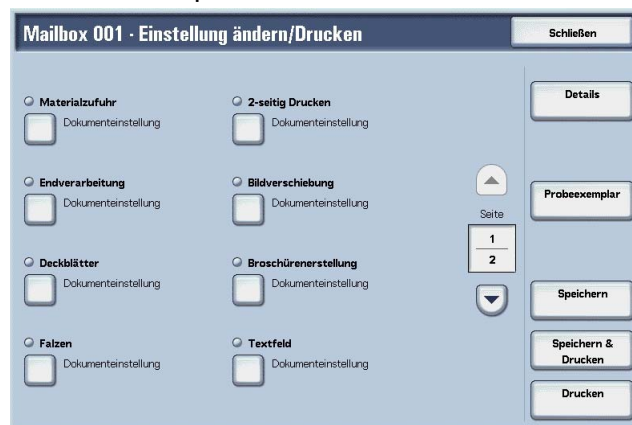 Mailbox 001 - Einstellung ändern/Drucken
Schließen
Materialzufuhr
Dokumenteinstellung
2-seitig Drucken
Dokumenteinstellung
Endverarbeitung
Dokumenteinstellung
Bildverschiebung
Dokumenteinstellung
Deckblätter
Dokumenteinstellung
Broschürenerstellung
Dokumenteinstellung
Falzen
Dokumenteinstellung
Textfeld
Dokumenteinstellung
Seite
1
2
Details
Probeexemplar
Speichern
Speichern &
Drucken
Drucken